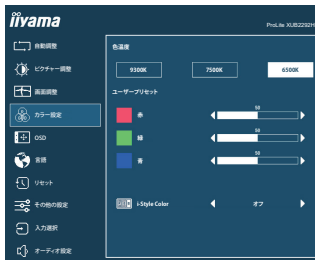 iiyama
ProLite XUB2292H
自動調整
ピクチャー調整
画面調整
カラー設定
OSD
言語
リセット
その他の設定
入力選択
オーディオ設定
色温度
9300K
7500K
6500K
ユーザープリセット
赤
50
緑
50
青
50
i-Style Color
オフ